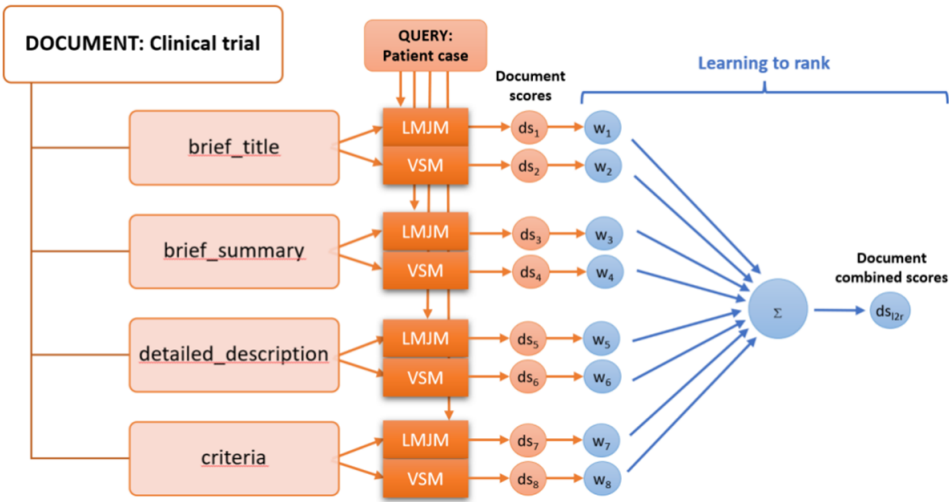 DOCUMENT: Clinical trial
QUERY:
Patient case
Document
scores
Learning to rank
brief_title
LMJM
ds1
w1
VSM
ds2
w2
brief_summary
LMJM
ds3
w3
VSM
ds4
w4
detailed_description
LMJM
ds5
w5
VSM
ds6
w6
criteria
LMJM
ds7
w7
VSM
ds8
w8
Σ
Document
combined scores
dsl2r